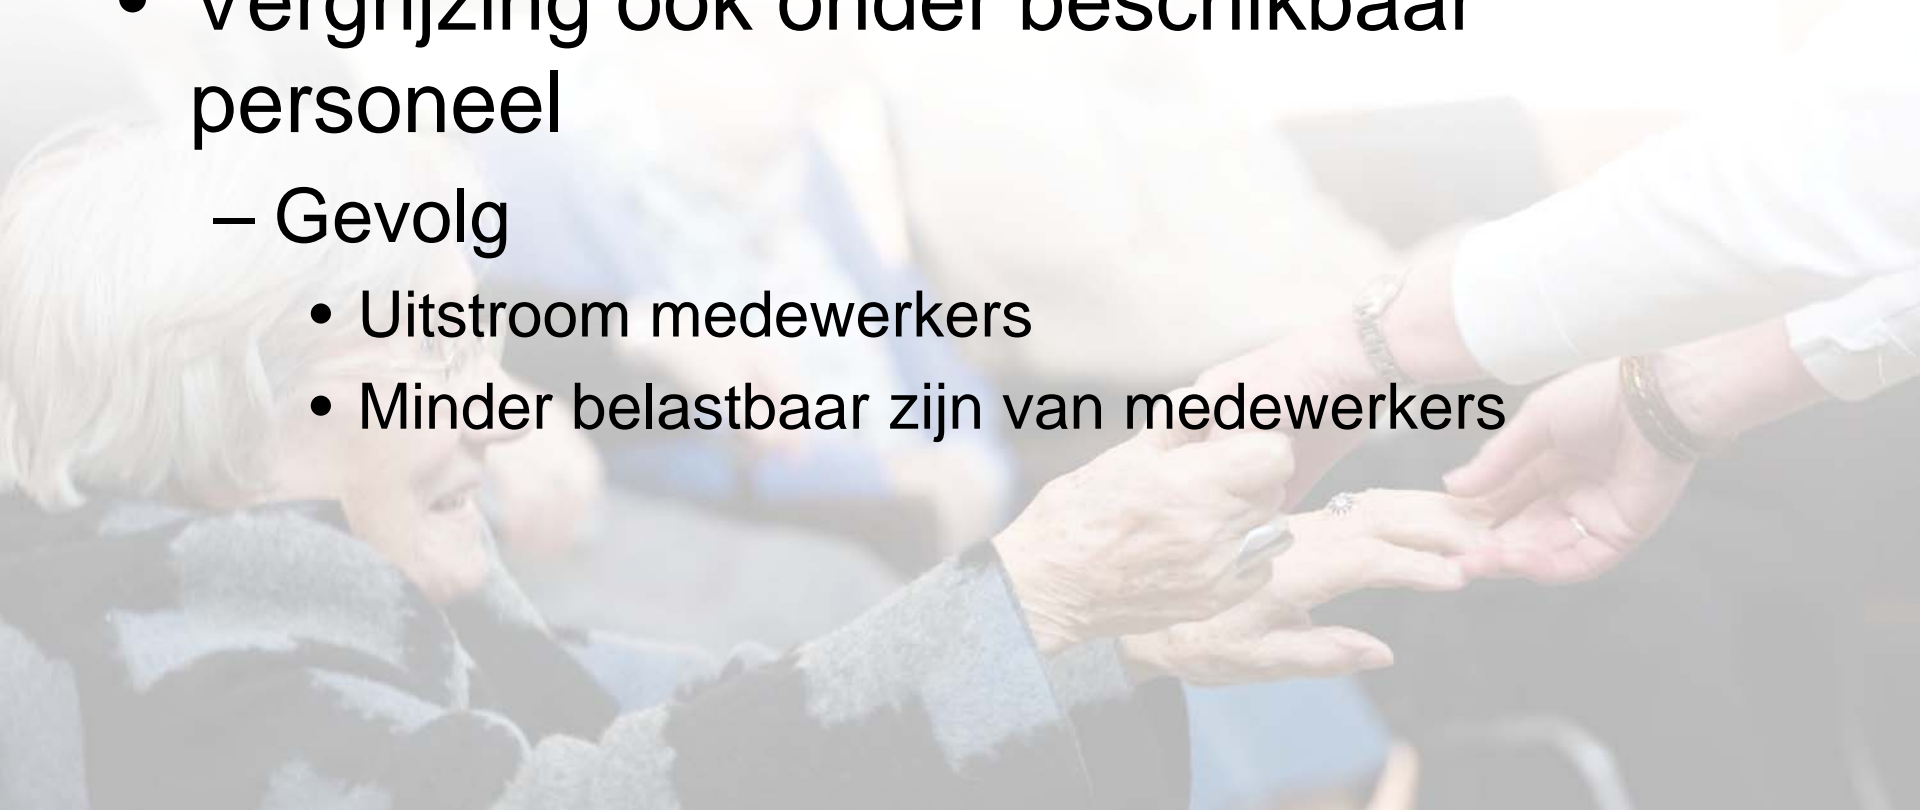 • Vergrijzing ook onder beschikbaar
personeel
– Gevolg
• Uitstroom medewerkers
• Minder belastbaar zijn van medewerkers